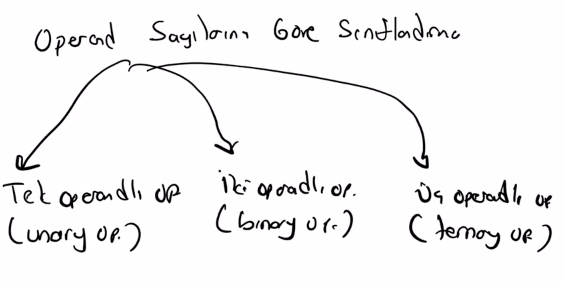 Operand Sayılarına Göre Sınıflandırma
Tek operandlı op
(unary op.)
İki operandlı op.
(binary op.)
Üç operandlı op
(ternary op)